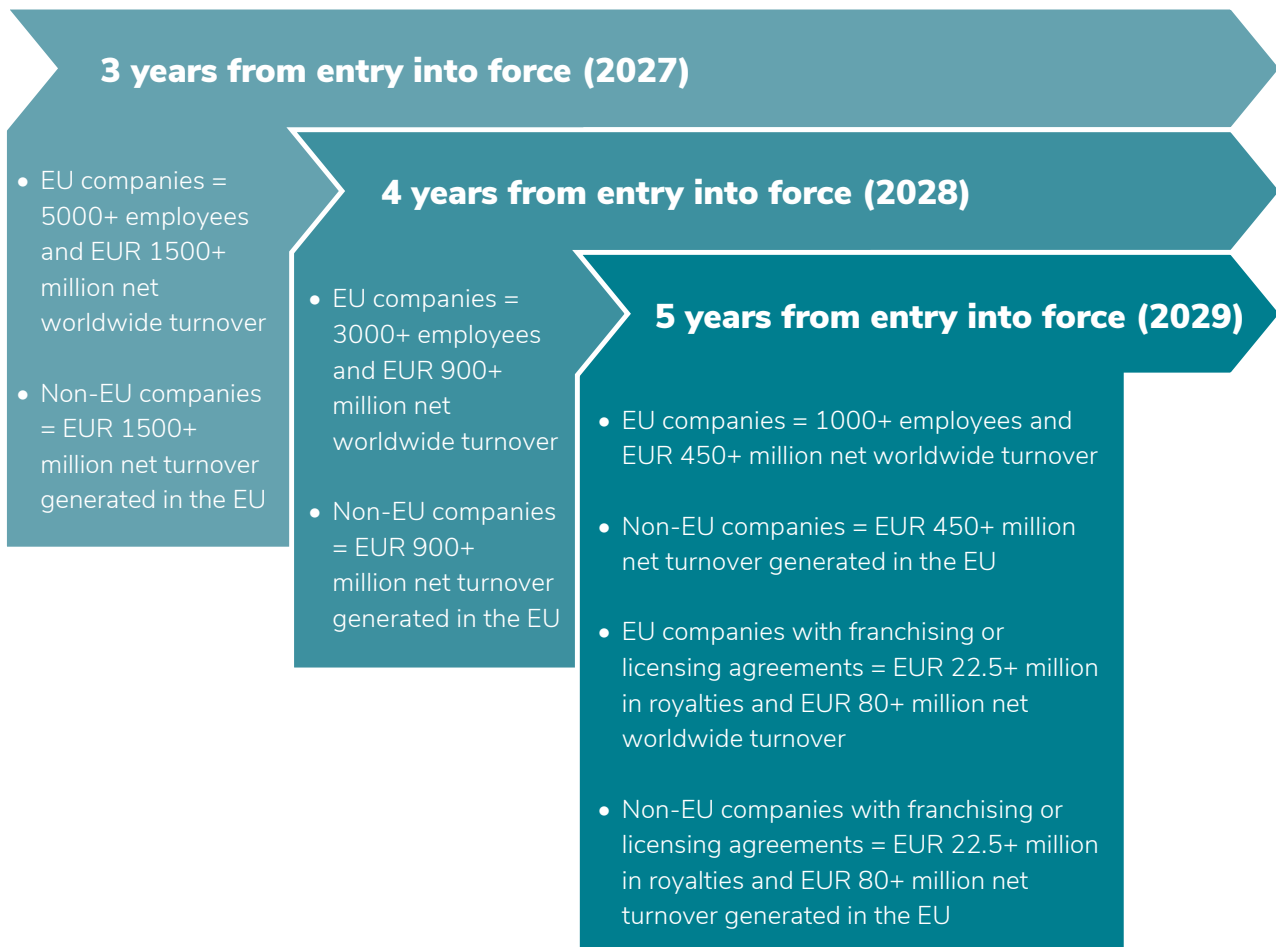 3 years from entry into force (2027)
• EU companies =
5000+ employees
and EUR 1500+
million net
worldwide turnover
• Non-EU companies
= EUR 1500+
million net turnover
generated in the EU
4 years from entry into force (2028)
• EU companies =
3000+ employees
and EUR 900+
million net
worldwide turnover
• Non-EU companies
= EUR 900+
million net turnover
generated in the EU
5 years from entry into force (2029)
• EU companies = 1000+ employees and
EUR 450+ million net worldwide turnover
• Non-EU companies = EUR 450+ million
net turnover generated in the EU
• EU companies with franchising or
licensing agreements = EUR 22.5+ million
in royalties and EUR 80+ million net
worldwide turnover
• Non-EU companies with franchising or
licensing agreements = EUR 22.5+ million
in royalties and EUR 80+ million net
turnover generated in the EU